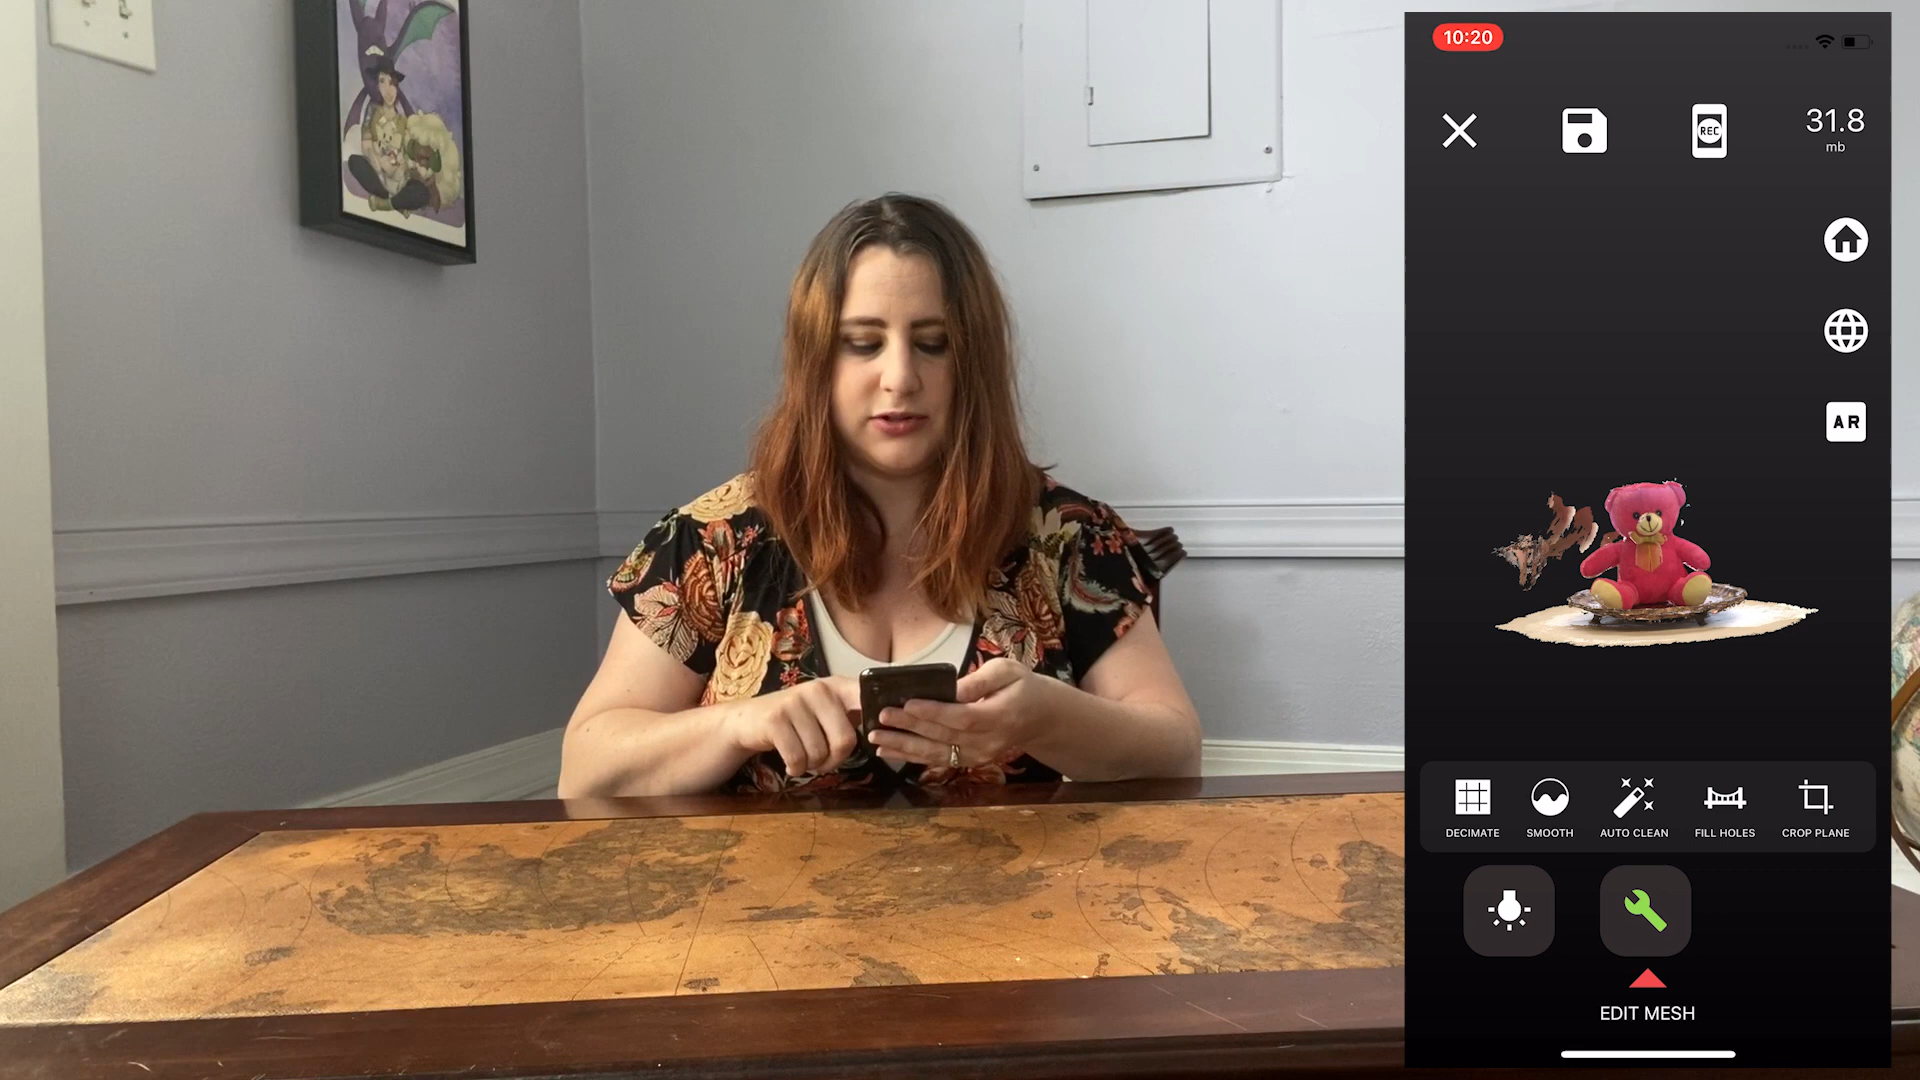 10:20
REC
31.8
mb
AR
DECIMATE
SMOOTH
AUTO CLEAN
FILL HOLES
CROP PLANE
EDIT MESH